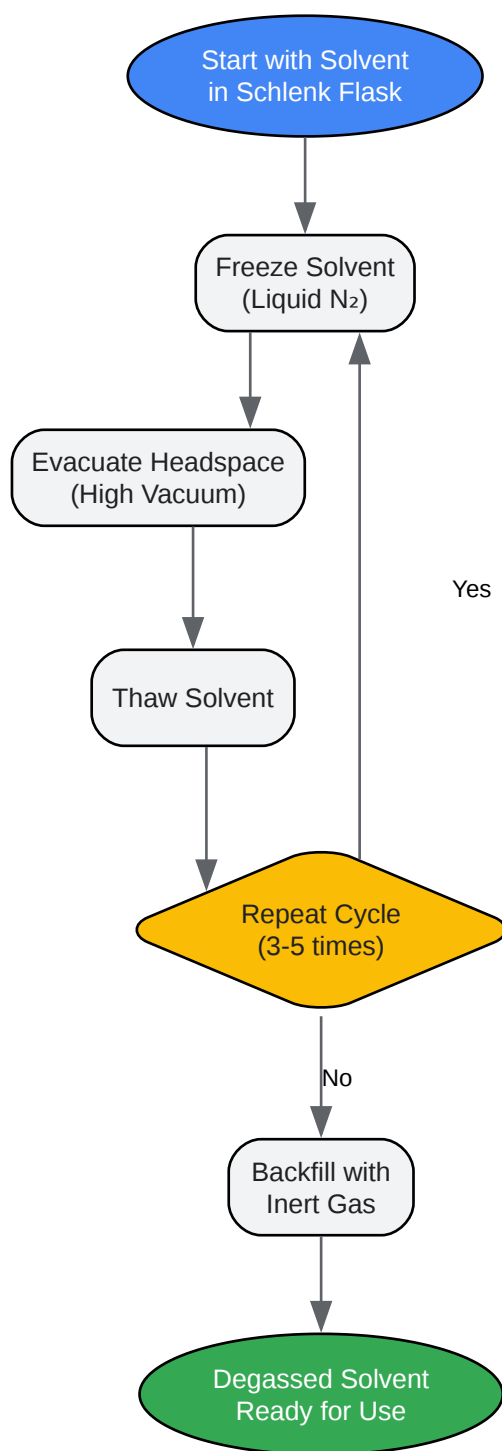 Start with Solvent
in Schlenk Flask
Freeze Solvent
(Liquid N₂)
Evacuate Headspace
(High Vacuum)
Yes
Thaw Solvent
Repeat Cycle
(3-5 times)
No
Backfill with
Inert Gas
Degassed Solvent
Ready for Use